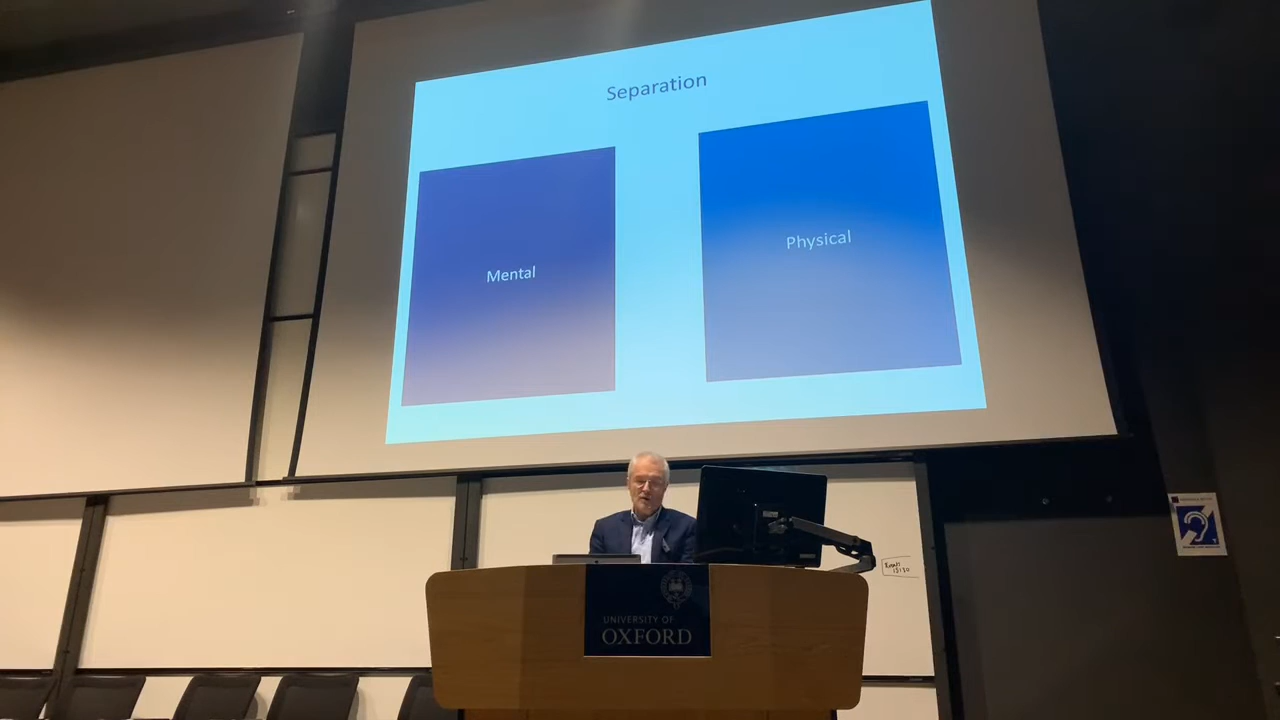 Separation
Mental
Physical
UNIVERSITY OF
OXFORD